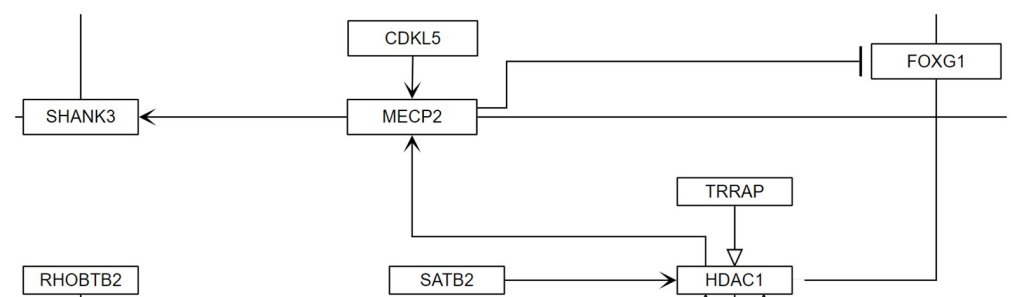 CDKL5
FOXG1
SHANK3
MECP2
TRRAP
RHOBTB2
SATB2
HDAC1